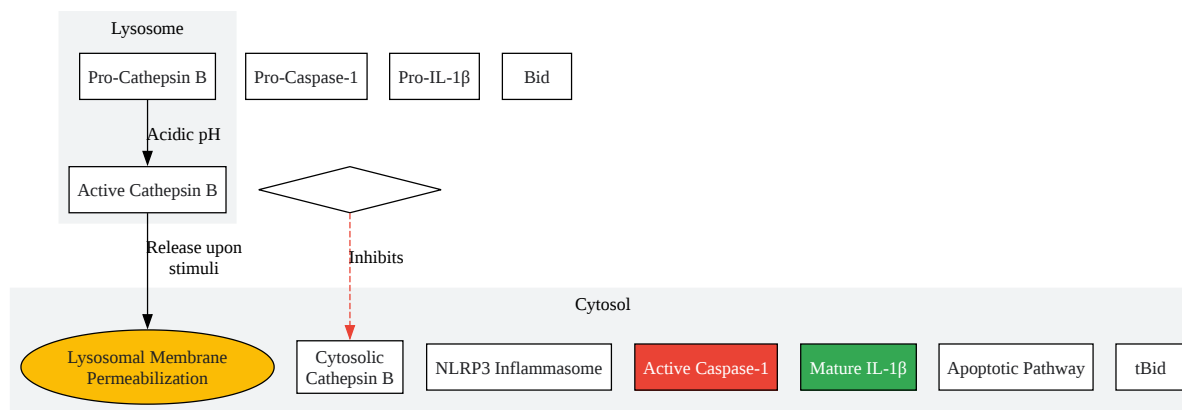 Lysosome
Pro-Cathepsin B
Pro-Caspase-1
Pro-IL-1β
Bid
Acidic pH
Active Cathepsin B
Release upon
stimuli
Inhibits
Cytosol
Lysosomal Membrane
Permeabilization
Cytosolic
Cathepsin B
NLRP3 Inflammasome
Active Caspase-1
Mature IL-1β
Apoptotic Pathway
tBid